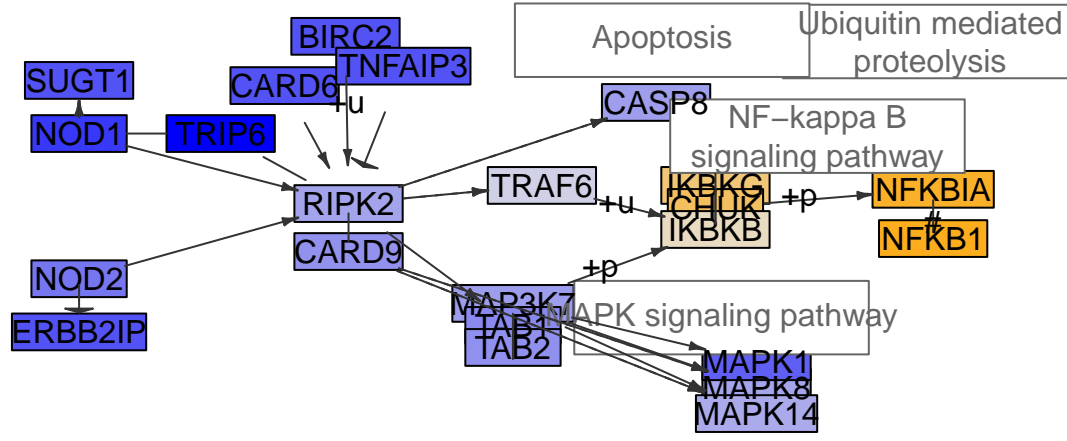 BIRC2
TNFAIP3
CARD6
+u
SUGT1
NOD1
TRIP6
Apoptosis
Ubiquitin mediated
proteolysis
CASP8
NF−kappa B
signaling pathway
RIPK2
TRAF6
+u
IKBKG
CHUK
IKBKB
+p
NFKBIA
#
NFKB1
CARD9
NOD2
ERBB2IP
+p
MAP3K7
TAB1
TAB2
MAPK signaling pathway
MAPK1
MAPK8
MAPK14